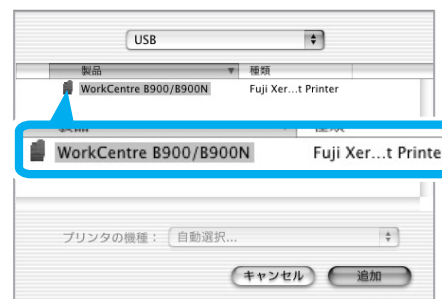 USB
製品 種類
WorkCentre B900/B900N Fuji Xer...t Printer
WorkCentre B900/B900N Fuji Xer...t Printe
プリンタの機種： 自動選択...
キャンセル 追加